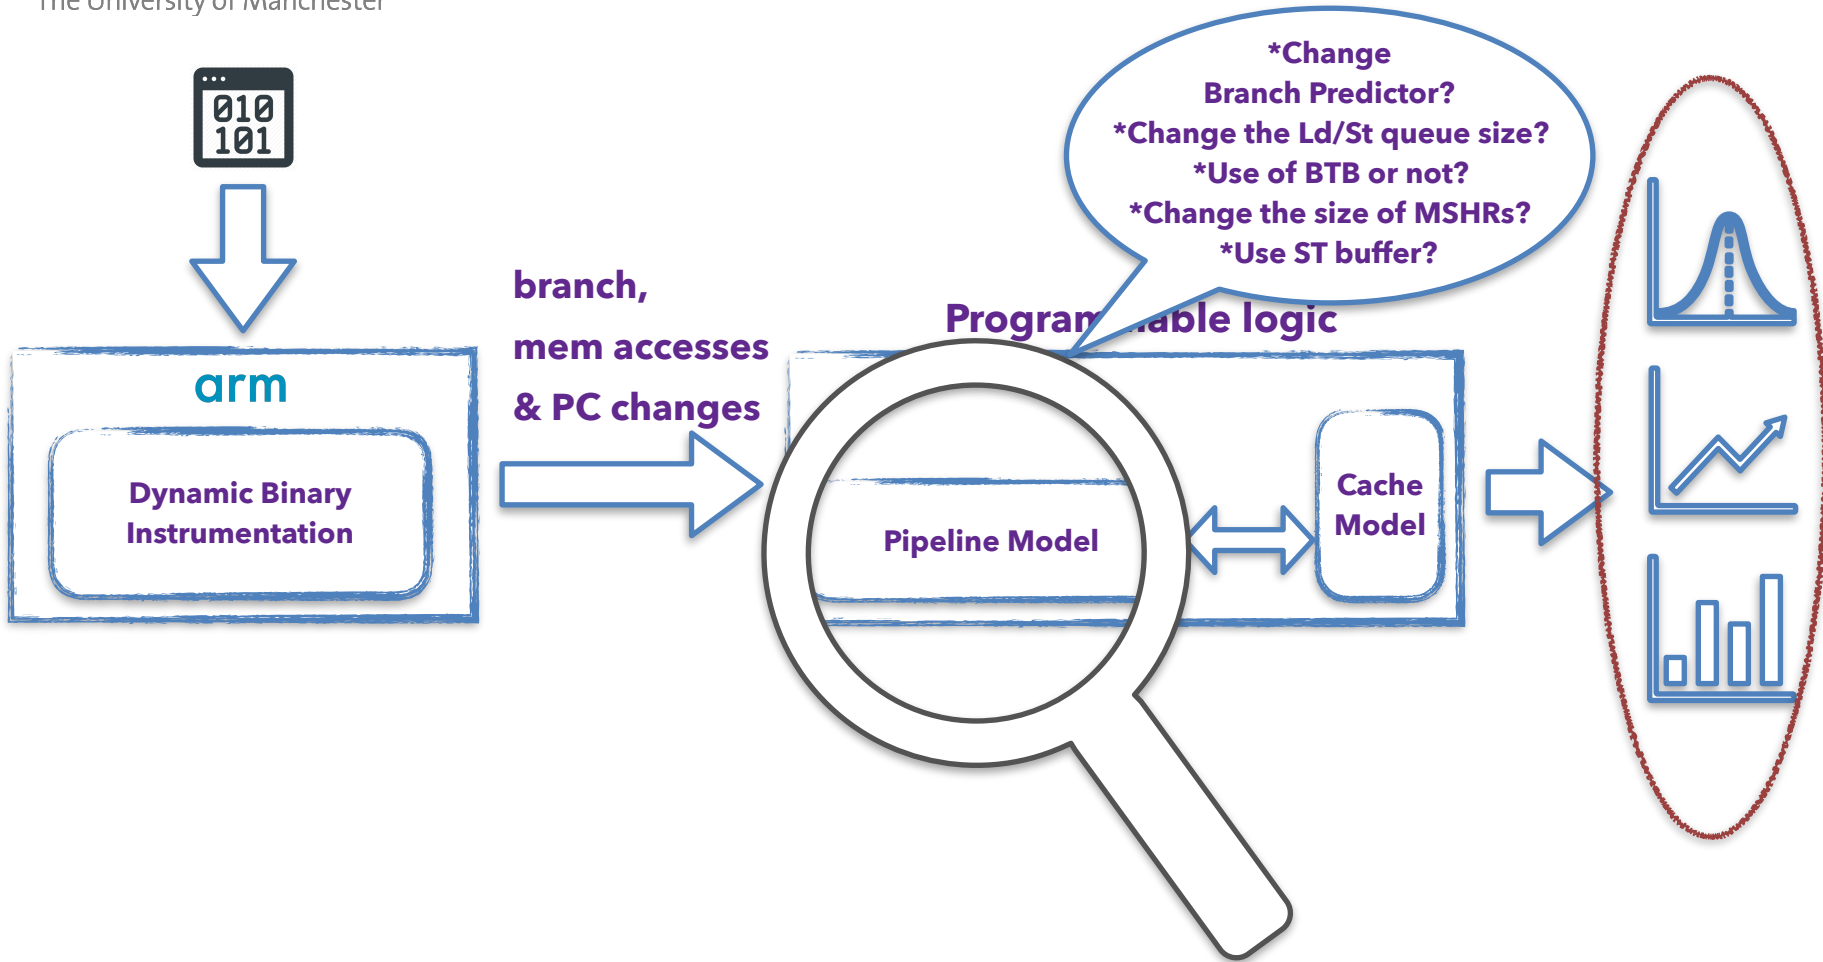 The University of Manchester
010
101
*Change
Branch Predictor?
*Change the Ld/St queue size?
*Use of BTB or not?
*Change the size of MSHRs?
*Use ST buffer?
branch,
mem accesses
& PC changes
Programmable logic
arm
Dynamic Binary
Instrumentation
Pipeline Model
Cache
Model